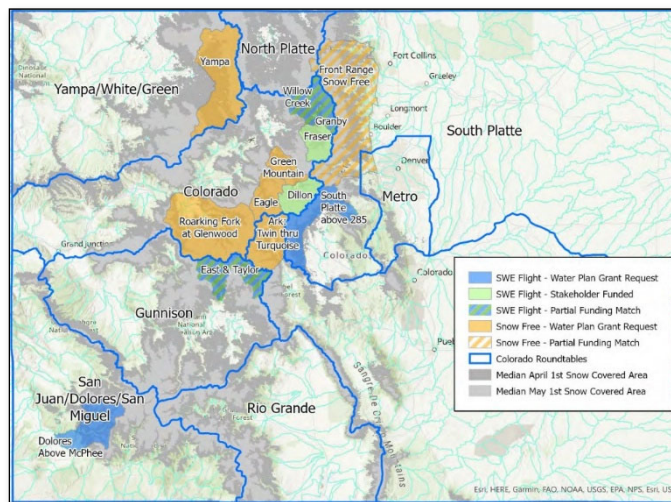 North Platte
Yampa
Fort Collins
Front Range
Snow Free
Greeley
Yampa/White/Green
Willow
Creek
Longmont
Granby
Boulder
South Platte
Fraser
Green
Mountain
Denver
Colorado
Dillon
South
Platte
above 285
Metro
Eagle
Roarking Fork
at Glenwood
Ark
Twin thru
Turquoise
Grand Junction
East & Taylor
Gunnison
SWE Flight - Water Plan Grant Request
SWE Flight - Stakeholder Funded
SWE Flight - Partial Funding Match
Snow Free - Water Plan Grant Request
Snow Free - Partial Funding Match
Colorado Roundtables
Median April 1st Snow Covered Area
Median May 1st Snow Covered Area
San
Juan/Dolores/San
Miguel
Rio Grande
Sangre De Cristo Mountains
Dolores
Above McPhee
Esri, HERE, Garmin, FAO, NOAA, USGS, EPA, NPS, Esri, US